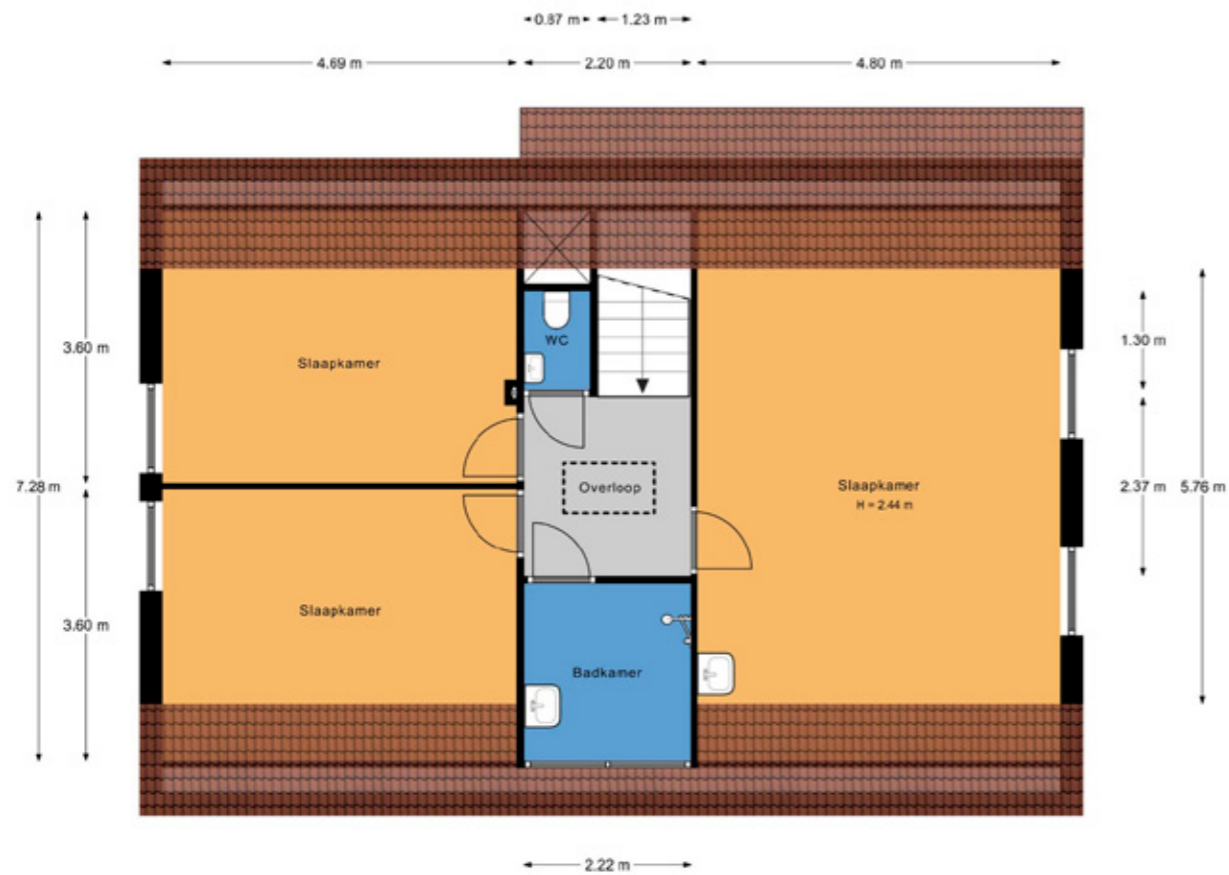 0.87 m
1.23 m
4.69 m
2.20 m
4.80 m
3.60 m
7.28 m
3.60 m
1.30 m
2.37 m
5.76 m
WC
Slaapkamer
Overloop
Slaapkamer
H = 2.44 m
Slaapkamer
Badkamer
2.22 m